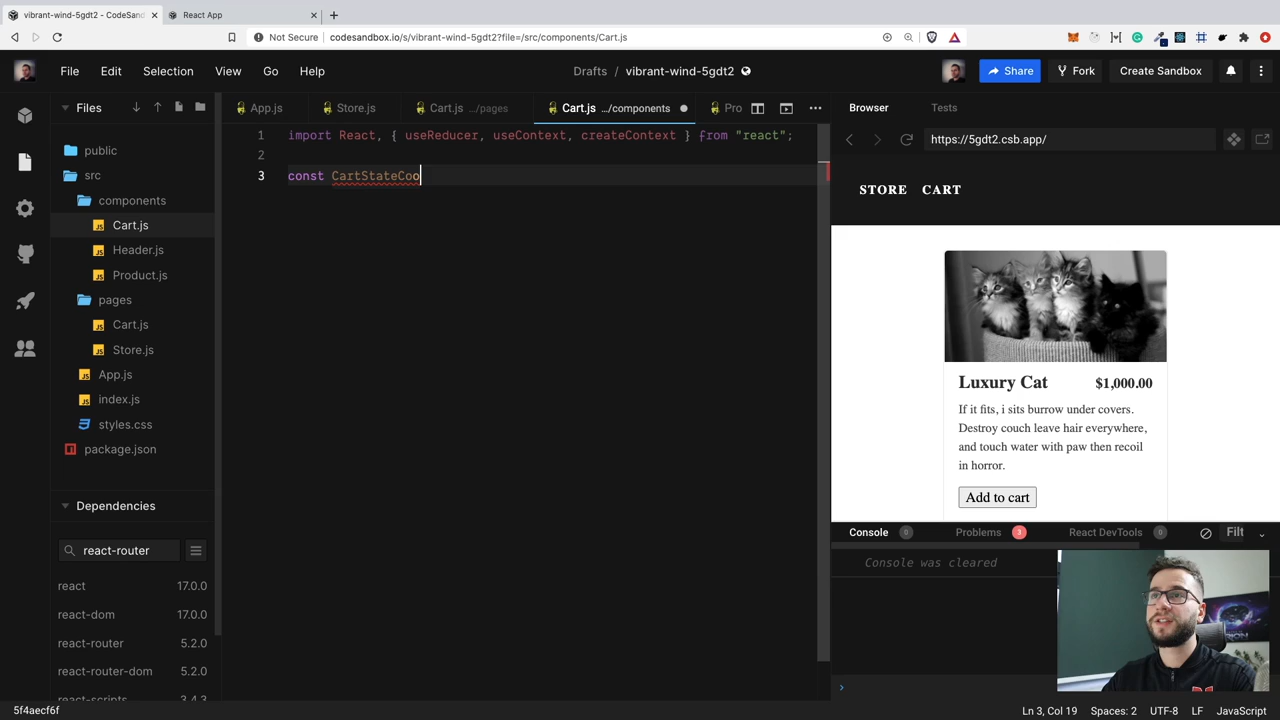 vibrant-wind-5gdt2 - CodeSand
React App
Not Secure
codesandbox.io/s/vibrant-wind-5gdt2?file=/src/components/Cart.js
File Edit Selection View Go Help
Drafts / vibrant-wind-5gdt2
Share
Fork
Create Sandbox
Files
App.js
Store.js
Cart.js .../pages
Cart.js .../components
Pro
Browser
Tests
1 import React, { useReducer, useContext, createContext } from "react";
2
3 const CartStateCoo
https://5gdt2.csb.app/
public
src
components
Cart.js
Header.js
Product.js
pages
Cart.js
Store.js
App.js
index.js
styles.css
package.json
STORE CART
Luxury Cat $1,000.00
If it fits, i sits burrow under covers.
Destroy couch leave hair everywhere,
and touch water with paw then recoil
in horror.
Add to cart
Dependencies
react-router
react 17.0.0
react-dom 17.0.0
react-router 5.2.0
react-router-dom 5.2.0
react-scripts 3.4.3
Console 0
Problems 3
React DevTools 0
Filt
Console was cleared
5f4aecf6f
Ln 3, Col 19
Spaces: 2
UTF-8
LF
JavaScript